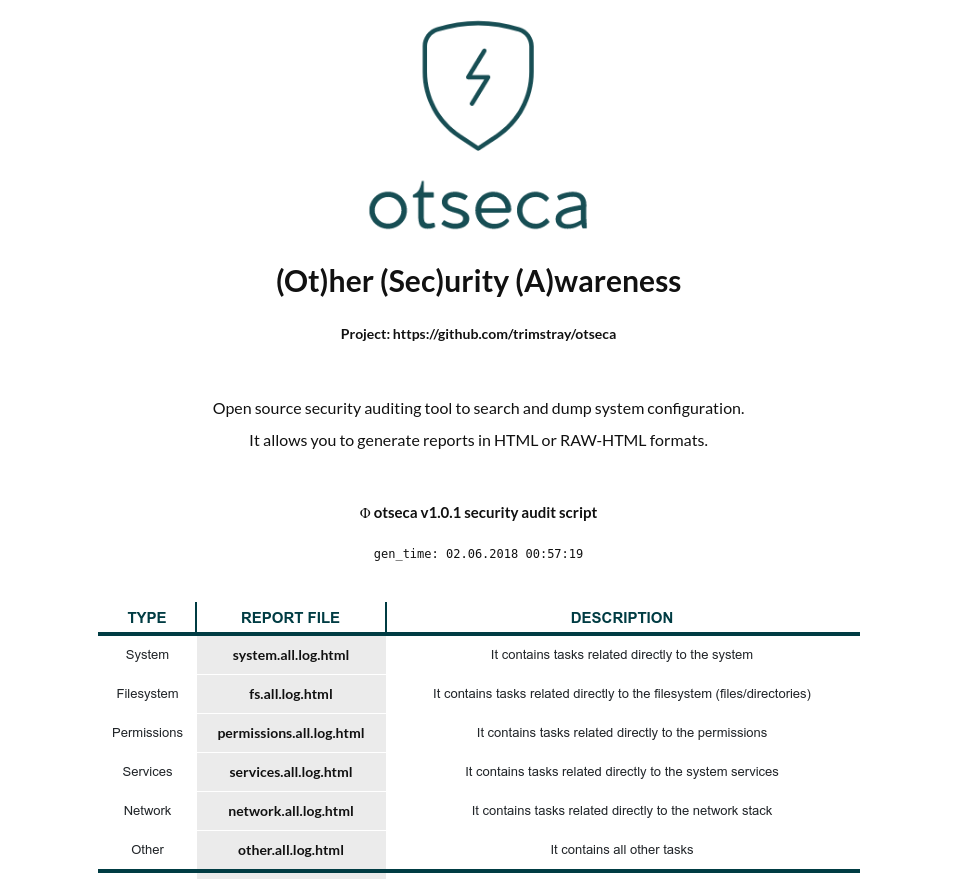 otseca
(Ot)her (Sec)urity (A)wareness
Project: https://github.com/trimstray/otseca
Open source security auditing tool to search and dump system configuration.
It allows you to generate reports in HTML or RAW-HTML formats.
Φ otseca v1.0.1 security audit script
gen_time: 02.06.2018 00:57:19
TYPE REPORT FILE DESCRIPTION
System system.all.log.html It contains tasks related directly to the system
Filesystem fs.all.log.html It contains tasks related directly to the filesystem (files/directories)
Permissions permissions.all.log.html It contains tasks related directly to the permissions
Services services.all.log.html It contains tasks related directly to the system services
Network network.all.log.html It contains tasks related directly to the network stack
Other other.all.log.html It contains all other tasks